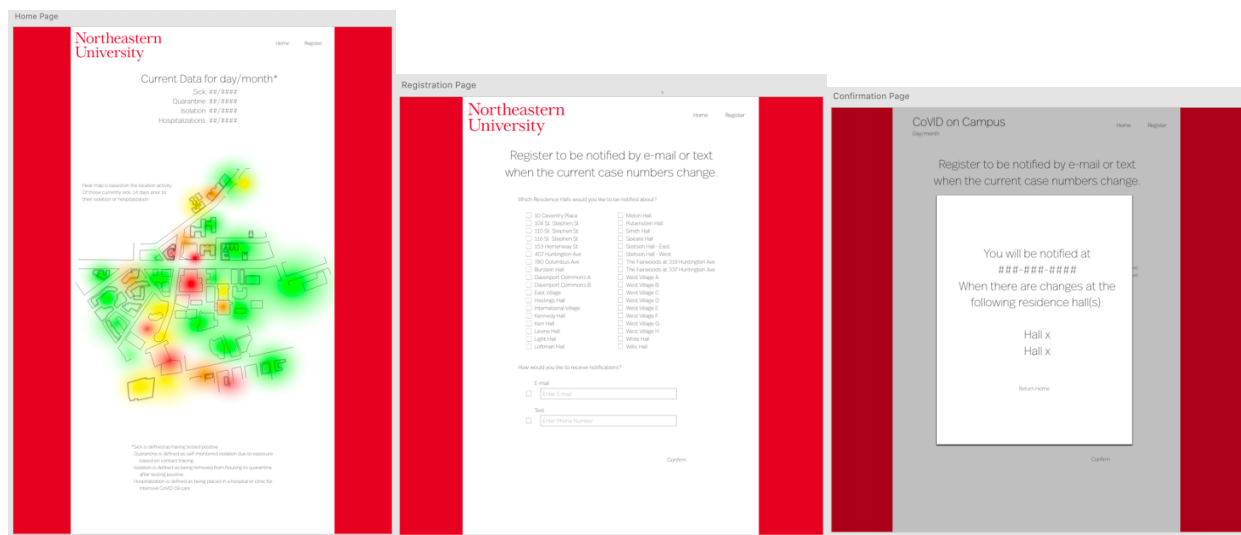 Home Page
Northeastern
University
Home Register
Current Data for day/month*
Sick: ##/####
Quarantine: ##/####
Isolation: ##/####
Hospitalizations: ##/####
Heat map is based on the location activity
Of those currently sick, 14 days prior to
their isolation or hospitalization
*Sick is defined as having tested positive
Quarantine is defined as self-monitored isolation due to exposure
based on contact tracing
Isolation is defined as being removed from housing to quarantine
after testing positive
Hospitalization is defined as being placed in a hospital or clinic for
intensive CoVID-19 care
Registration Page
Northeastern
University
Home Register
Register to be notified by e-mail or text
when the current case numbers change.
Which Residence Halls would you like to be notified about?
10 Coventry Place
109 St. Stephen St
110 St. Stephen St
116 St. Stephen St
153 Hemenway St
407 Huntington Ave
780 Columbus Ave
Burstein Hall
Davenport Commons A
Davenport Commons B
East Village
Hastings Hall
International Village
Kennedy Hall
Kerr Hall
Levine Hall
Light Hall
Loftman Hall
Melvin Hall
Rubenstein Hall
Smith Hall
Speare Hall
Stetson Hall - East
Stetson Hall - West
The Fairwoods at 319 Huntington Ave
The Fairwoods at 337 Huntington Ave
West Village A
West Village B
West Village C
West Village D
West Village E
West Village F
West Village G
West Village H
White Hall
Willis Hall
How would you like to receive notifications?
E-mail
Enter E-mail
Text
Enter Phone Number
Confirm
Confirmation Page
CoVID on Campus
Day/month
Home Register
Register to be notified by e-mail or text
when the current case numbers change.
You will be notified at
###-###-####
When there are changes at the
following residence hall(s):
Hall x
Hall x
Return Home
Confirm